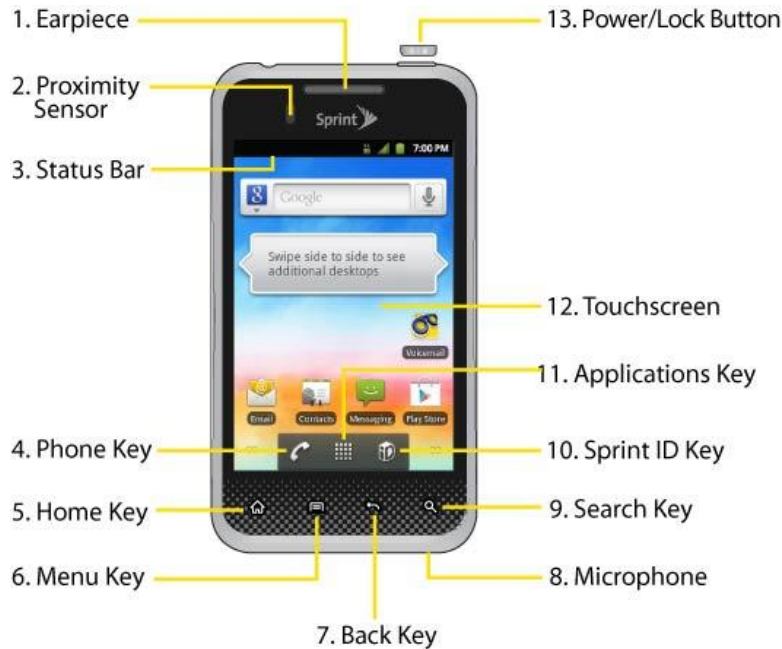 1. Earpiece
13. Power/Lock Button
2. Proximity
Sensor
Sprint
3. Status Bar
7:00 PM
8
Google
Swipe side to side to see
additional desktops
12. Touchscreen
Voicemail
11. Applications Key
Email
Contacts
Messaging
Play Store
4. Phone Key
10. Sprint ID Key
5. Home Key
9. Search Key
6. Menu Key
8. Microphone
7. Back Key